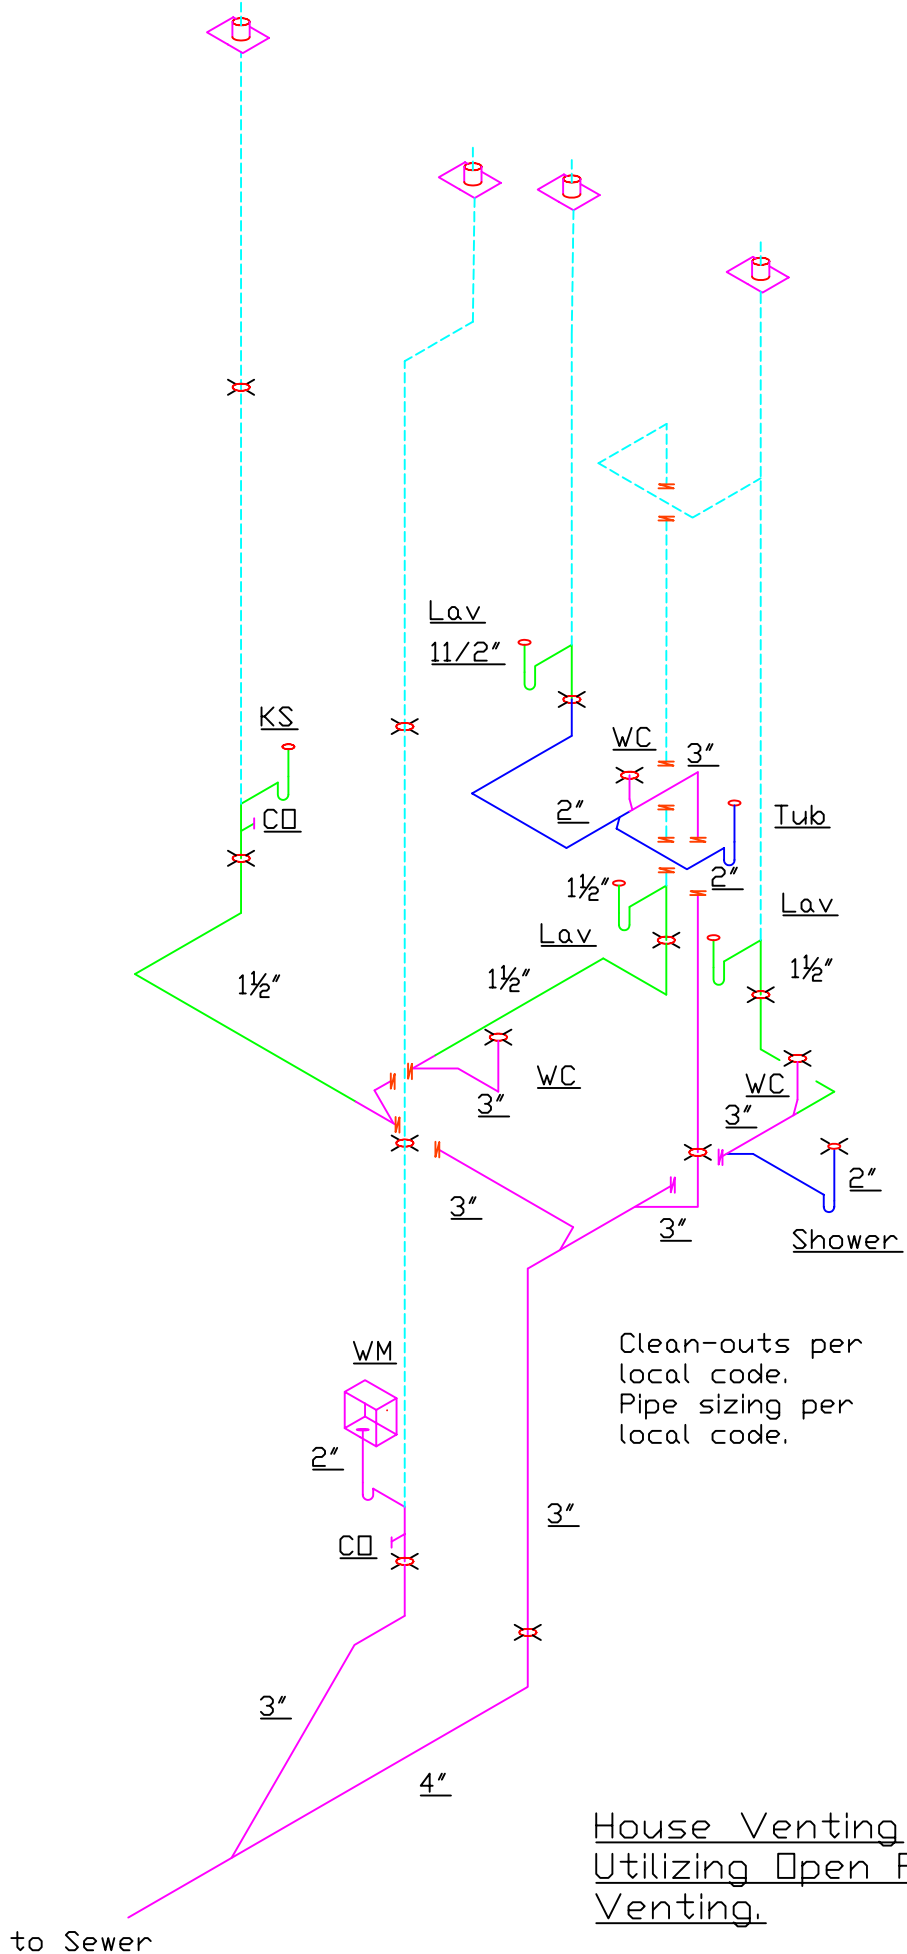 Lav
11/2"
KS
WC
3"
CO
2"
Tub
2"
1½"
Lav
Lav
1½"
1½"
1½"
WC
3"
WC
3"
2"
3"
3"
Shower
WM
Clean-outs per
local code.
Pipe sizing per
local code.
2"
3"
CO
3"
4"
House Venting
Utilizing Open
Venting.
to Sewer